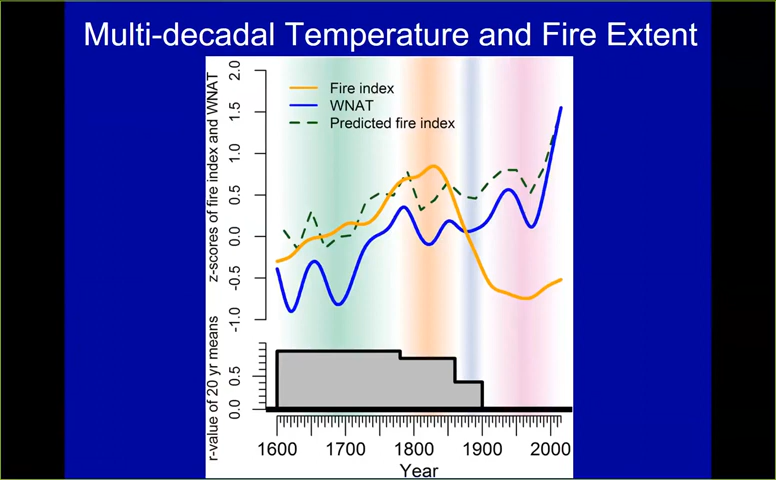 Multi-decadal Temperature and Fire Extent
z-scores of fire index and WNAT
2.0
1.5
1.0
0.5
0.0
-0.5
-1.0
Fire index
WNAT
Predicted fire index
r-value of 20 yr means
0.5
0.0
1600 1700 1800 1900 2000
Year